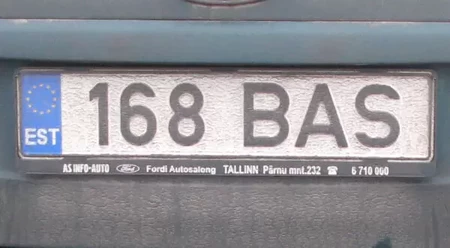 168 BAS
EST
AS INFO-AUTO Ford Fordi Autosalong TALLINN Pärnu mnt.232 ☎ 6 710 060